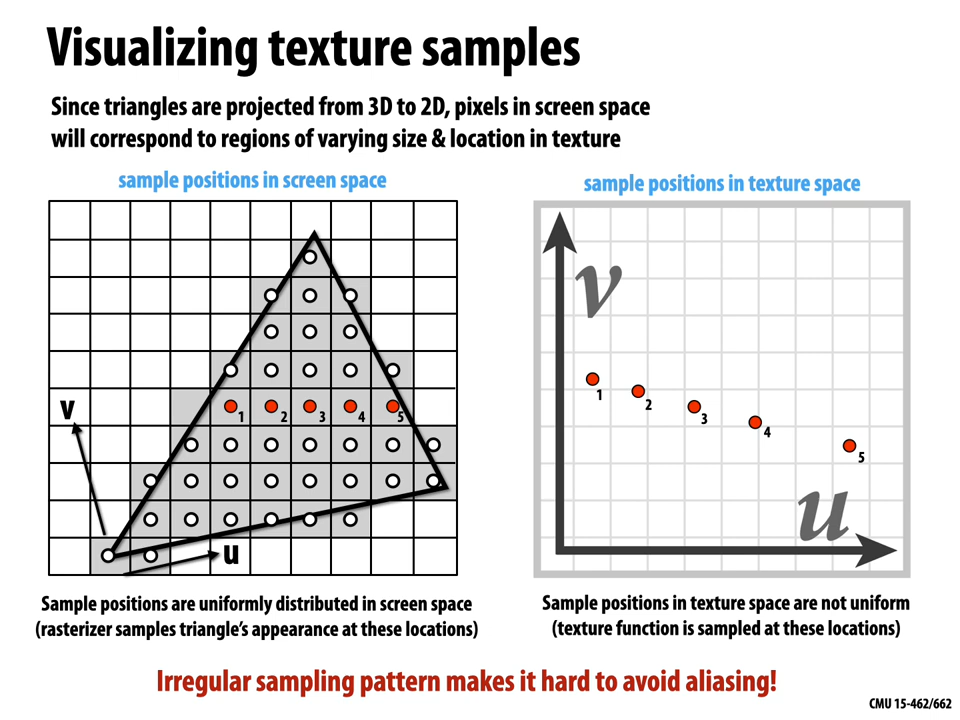 Visualizing texture samples
Since triangles are projected from 3D to 2D, pixels in screen space
will correspond to regions of varying size & location in texture
sample positions in screen space
sample positions in texture space
v
u
1 2 3 4 5
v
u
1
2
3
4
5
Sample positions are uniformly distributed in screen space
(rasterizer samples triangle's appearance at these locations)
Sample positions in texture space are not uniform
(texture function is sampled at these locations)
Irregular sampling pattern makes it hard to avoid aliasing!
CMU 15-462/662